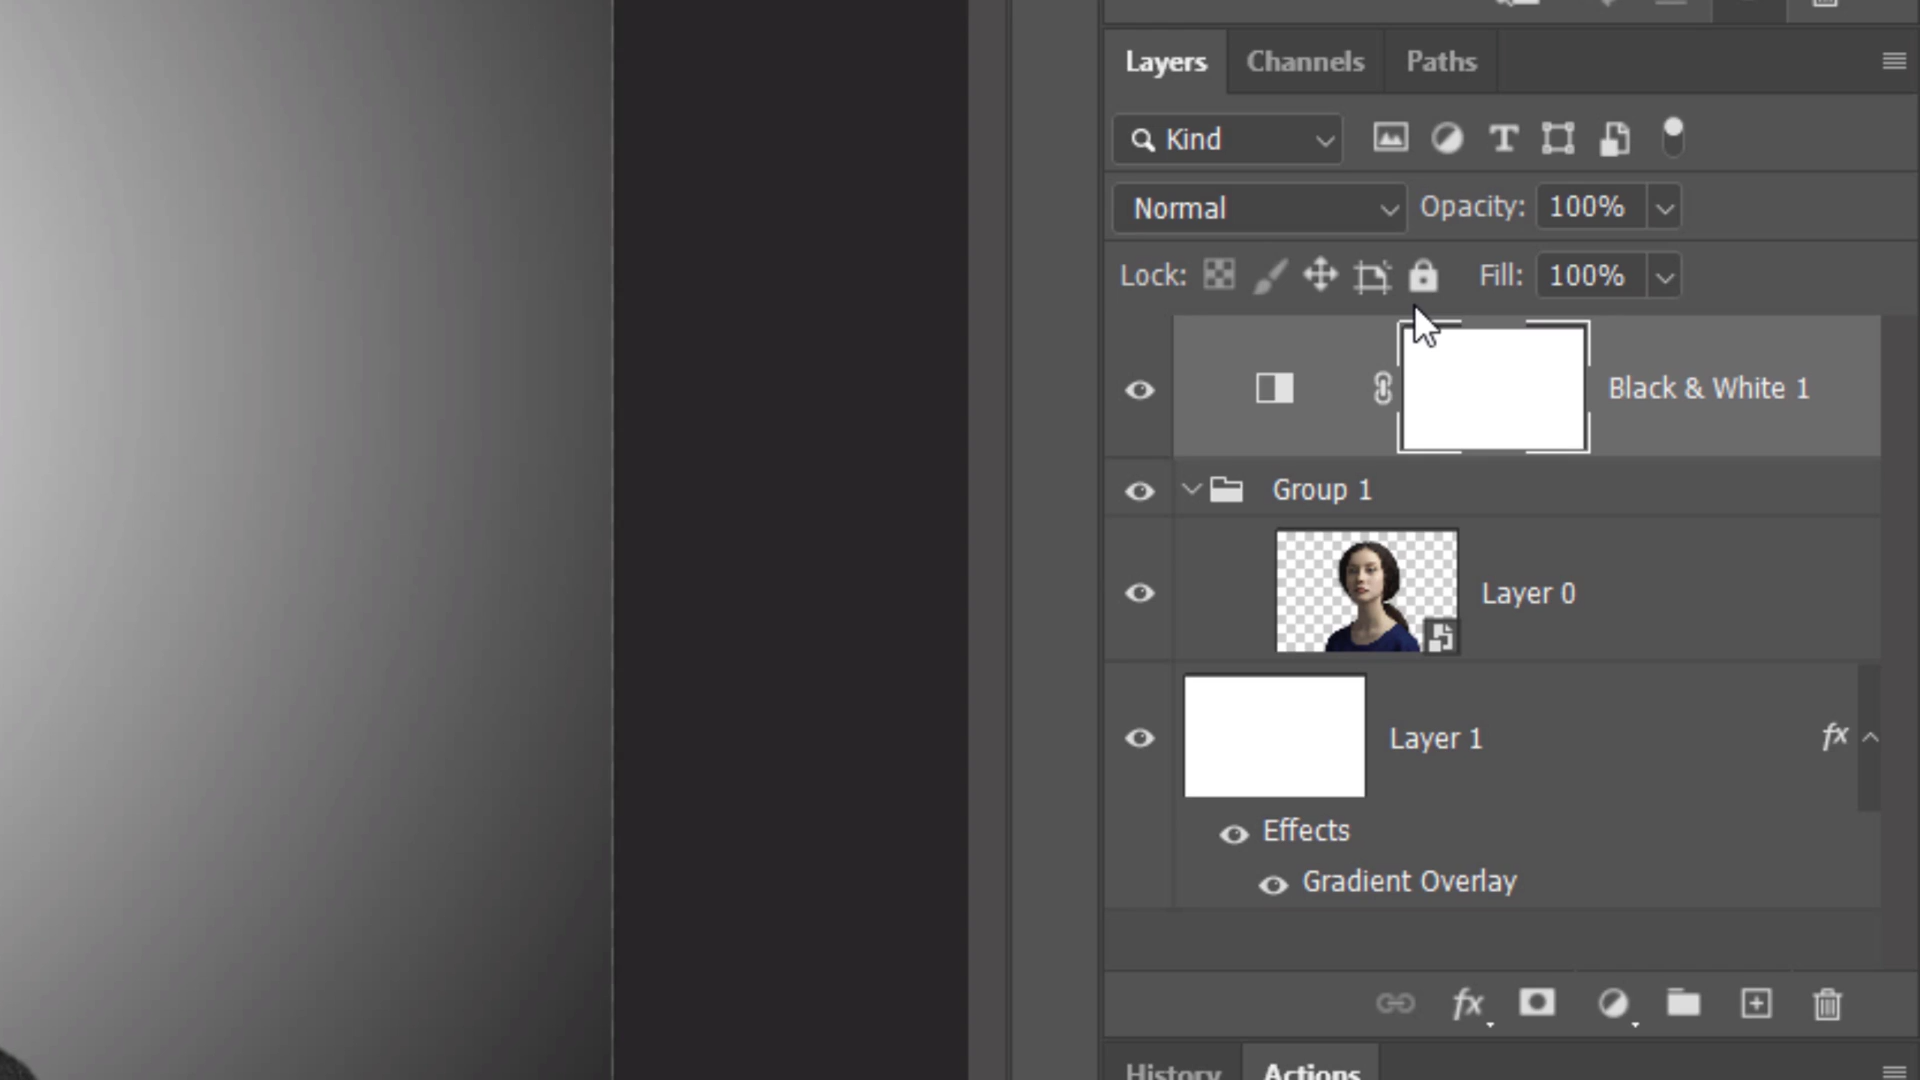 Layers Channels Paths
Kind
Normal Opacity: 100%
Lock: Fill: 100%
Black & White 1
Group 1
Layer 0
Layer 1 fx
Effects
Gradient Overlay
fx
History Actions